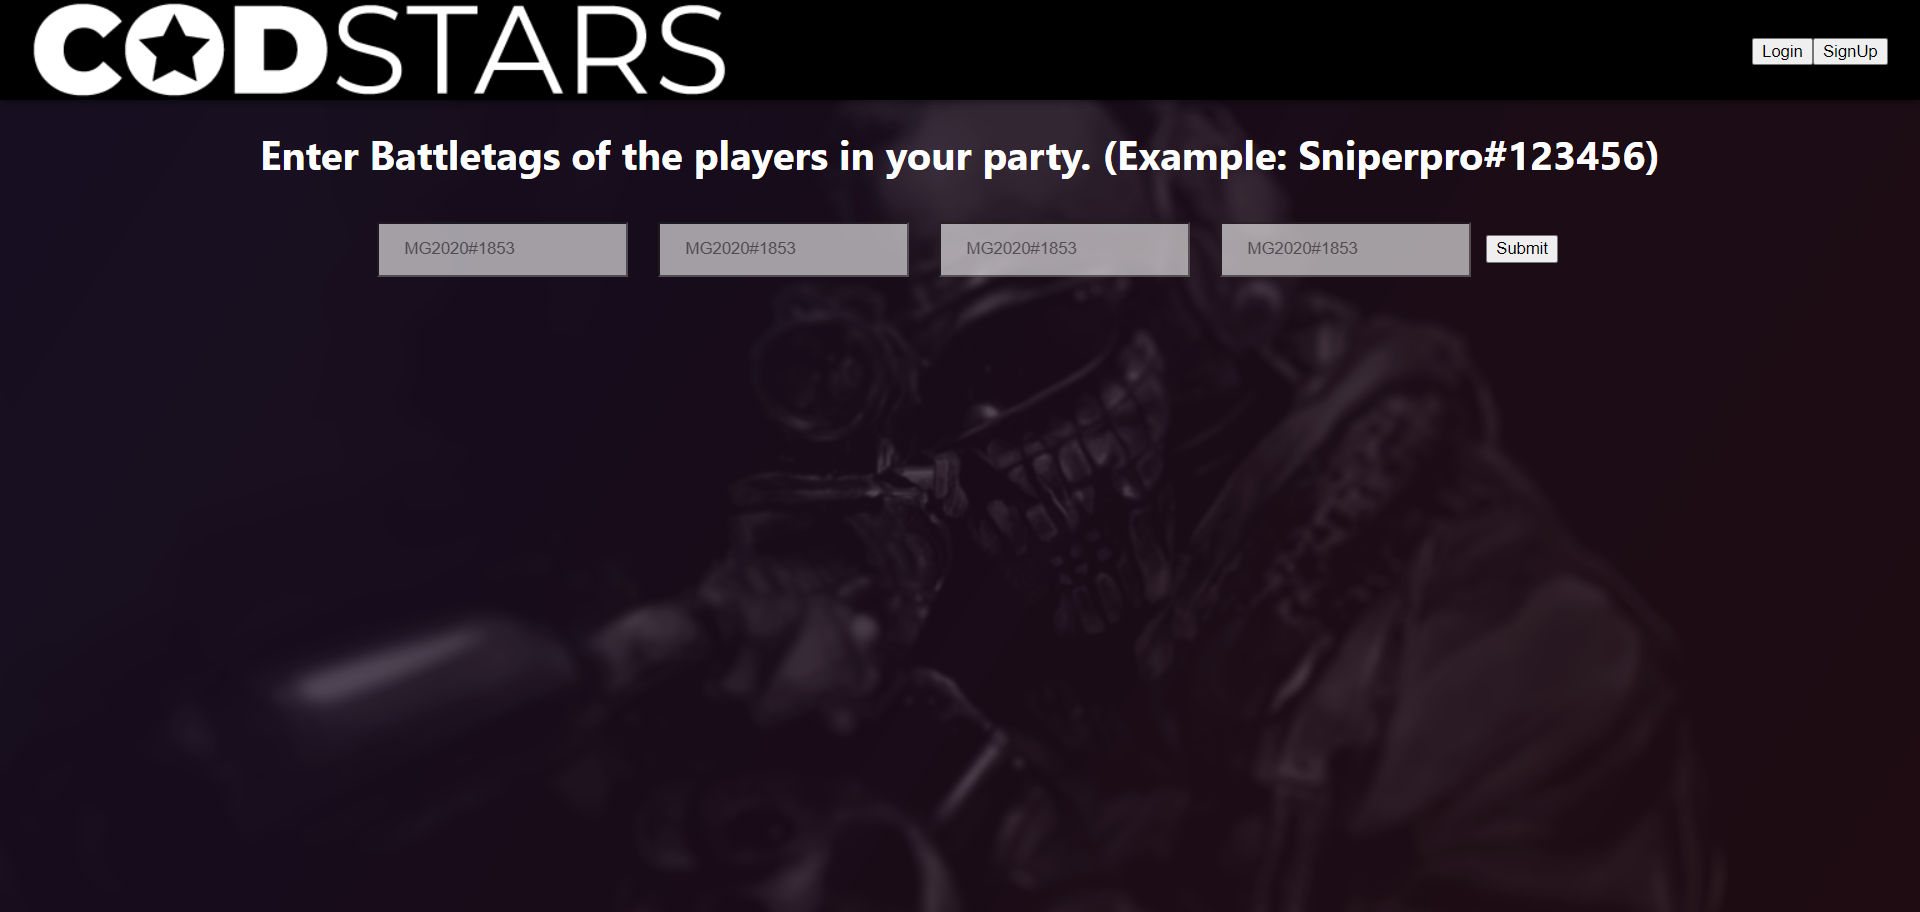 CODSTARS
Login SignUp
Enter Battletags of the players in your party. (Example: Sniperpro#123456)
MG2020#1853 MG2020#1853 MG2020#1853 MG2020#1853 Submit